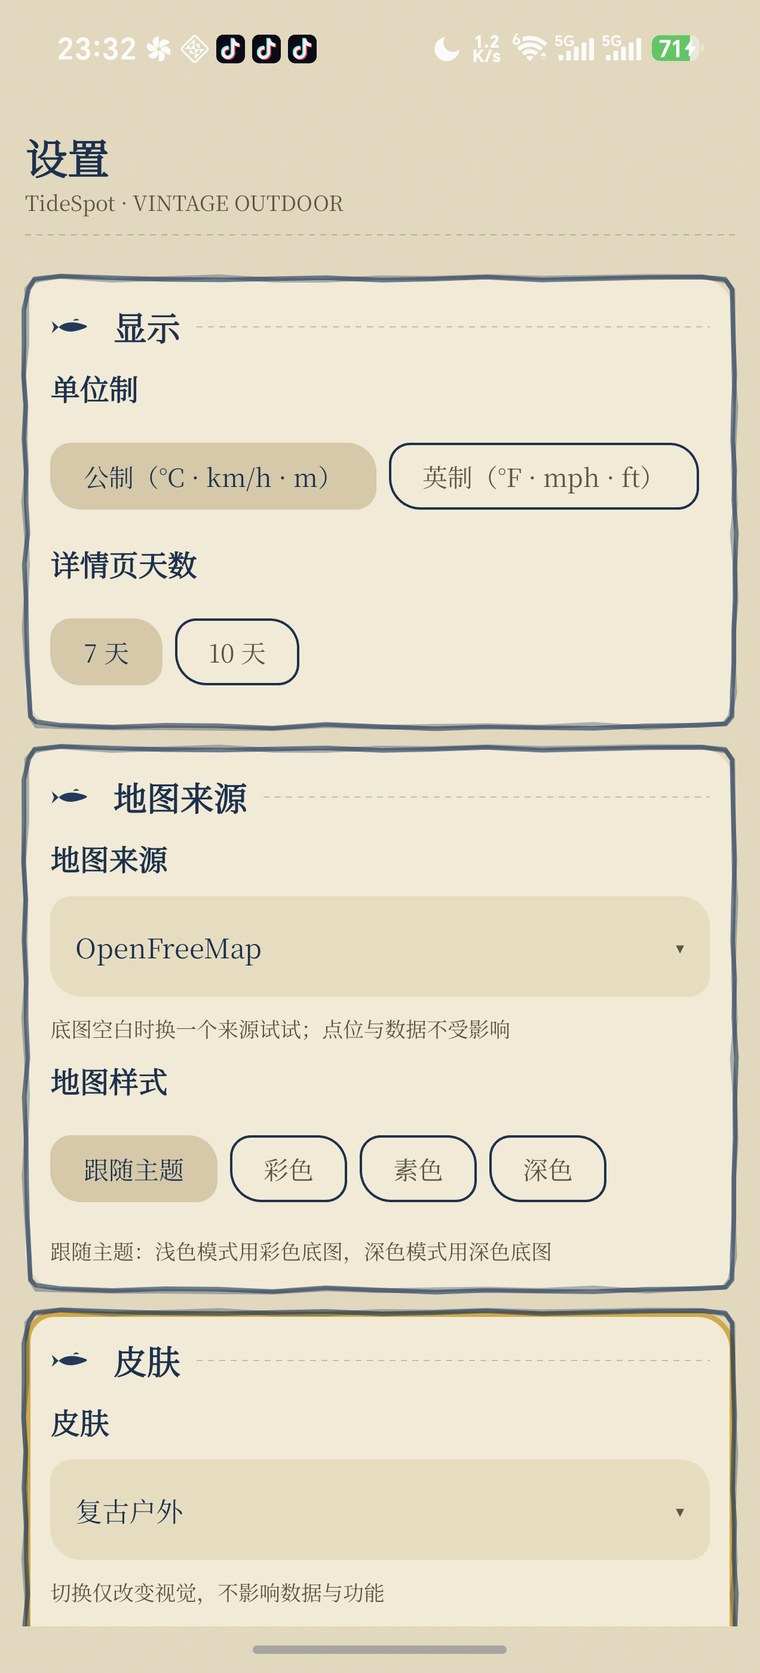 23:32
1.2
K/s
6
5G
5G
71
设置
TideSpot · VINTAGE OUTDOOR
显示
单位制
公制（°C · km/h · m）
英制（°F · mph · ft）
详情页天数
7 天
10 天
地图来源
地图来源
OpenFreeMap
底图空白时换一个来源试试；点位与数据不受影响
地图样式
跟随主题
彩色
素色
深色
跟随主题：浅色模式用彩色底图，深色模式用深色底图
皮肤
皮肤
复古户外
切换仅改变视觉，不影响数据与功能